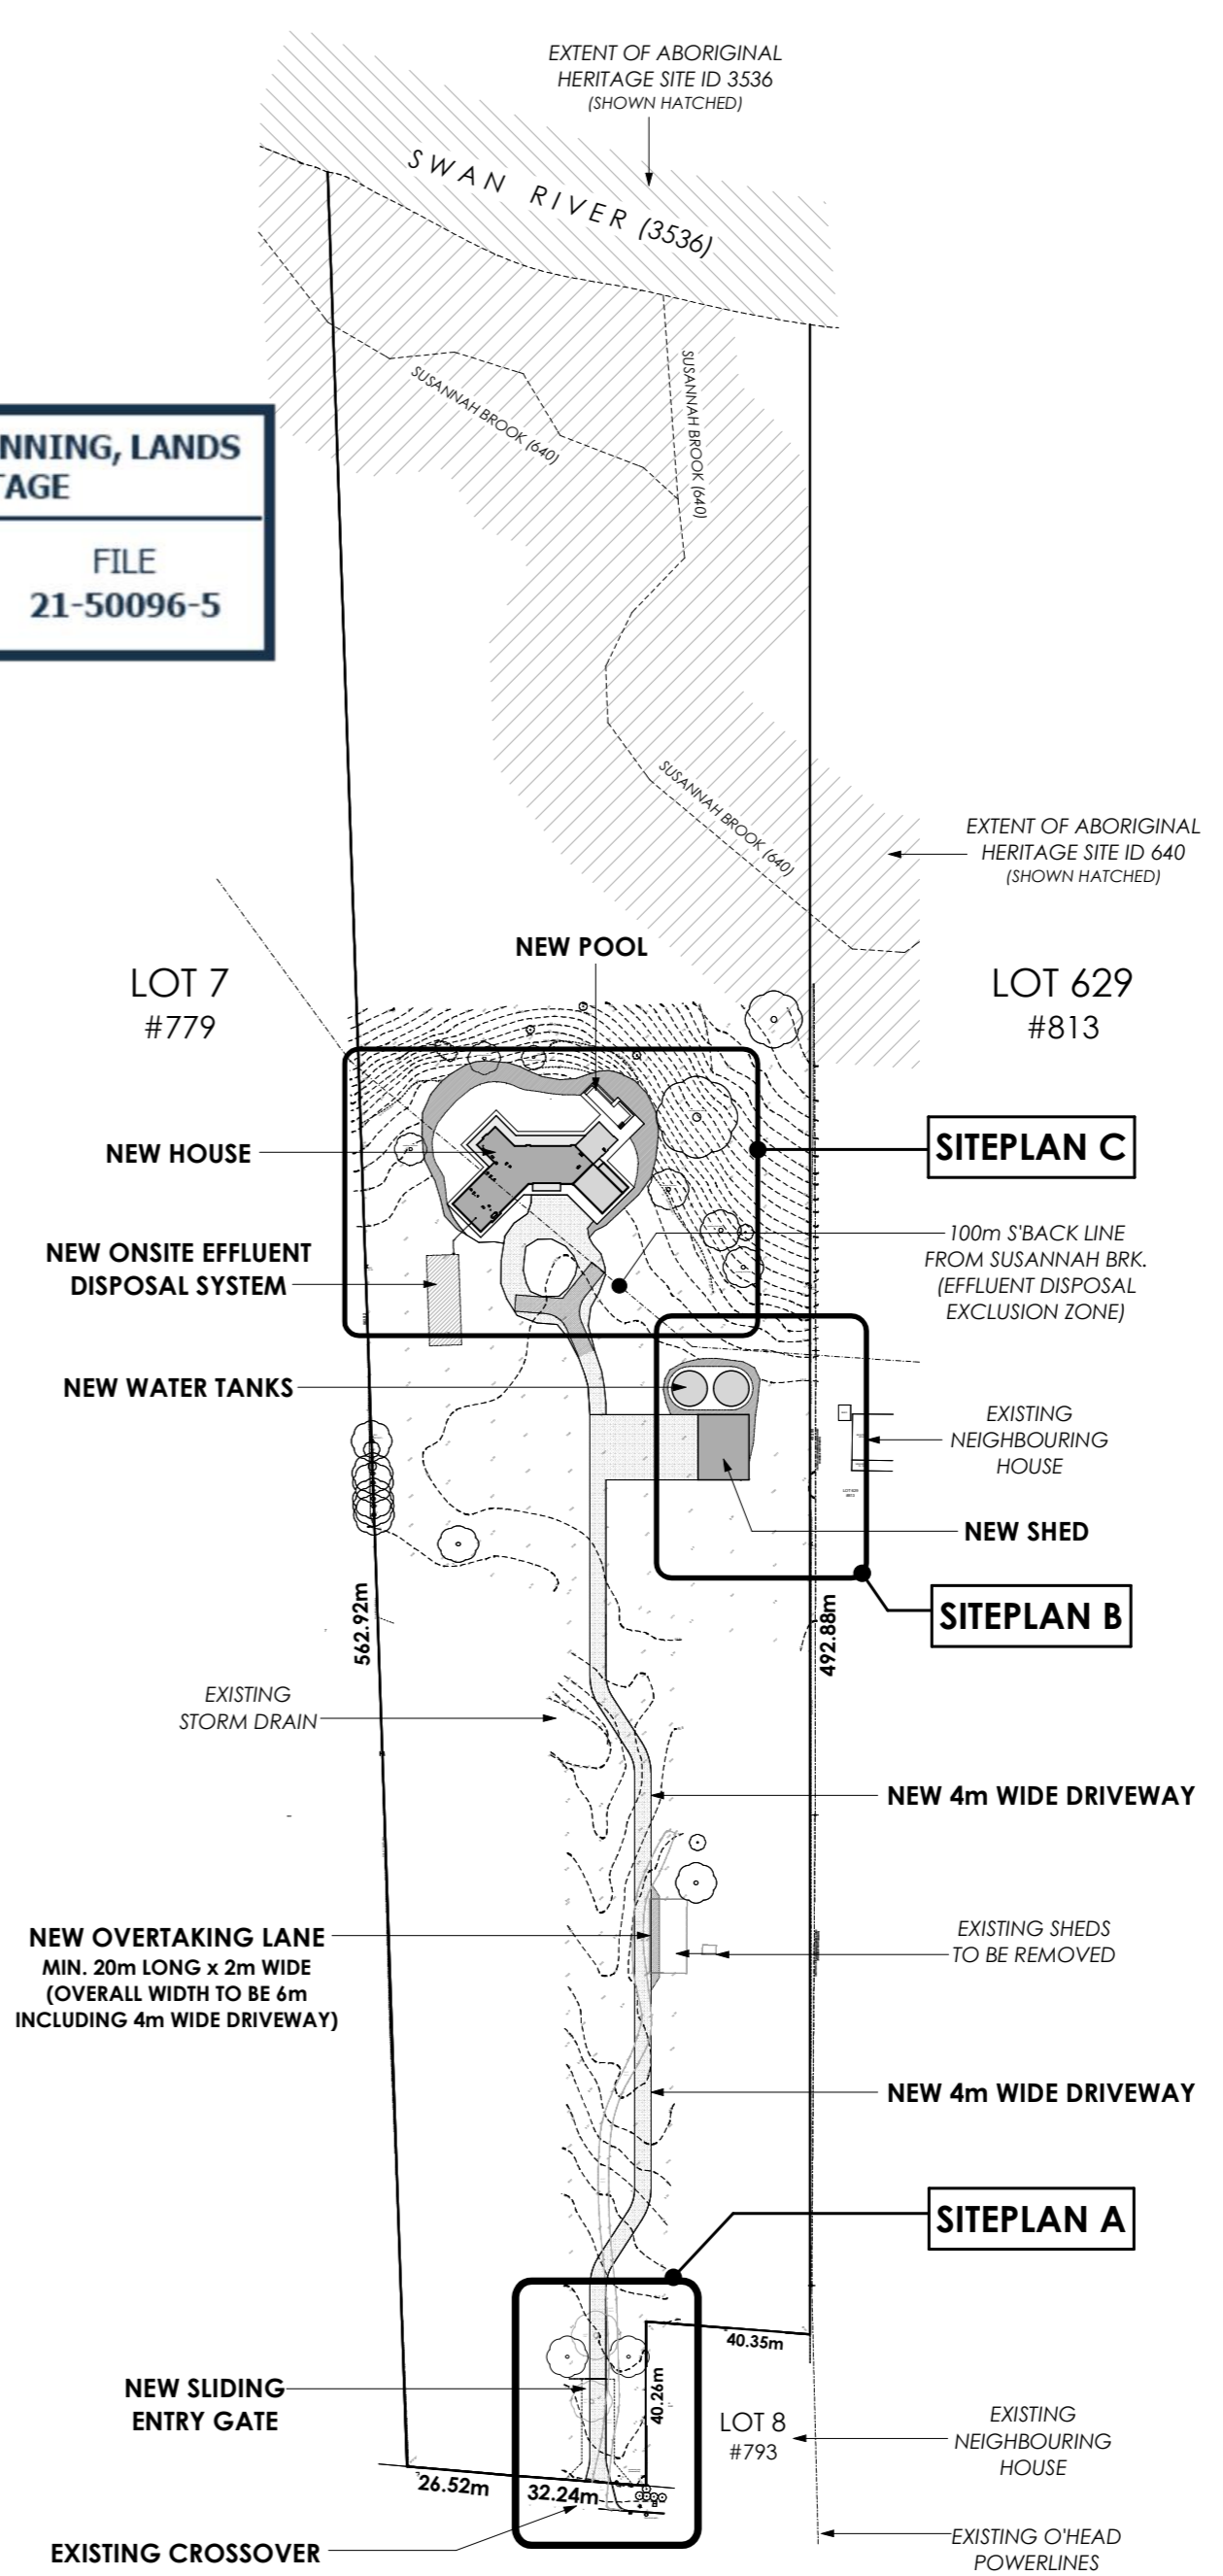 EXTENT OF ABORIGINAL
HERITAGE SITE ID 3536
(SHOWN HATCHED)
SWAN RIVER (3536)
SUSANNAH BROOK (640)
SUSANNAH BROOK (640)
NNING, LANDS
TAGE
FILE
21-50096-5
SUSANNAH BROOK (640)
EXTENT OF ABORIGINAL
HERITAGE SITE ID 640
(SHOWN HATCHED)
NEW POOL
LOT 7
#779
LOT 629
#813
NEW HOUSE
SITEPLAN C
NEW ONSITE EFFLUENT
DISPOSAL SYSTEM
100m S'BACK LINE
FROM SUSANNAH BRK.
(EFFLUENT DISPOSAL
EXCLUSION ZONE)
NEW WATER TANKS
EXISTING
NEIGHBOURING
HOUSE
LOT 629
#813
NEW SHED
562.92m
492.88m
SITEPLAN B
EXISTING
STORM DRAIN
NEW 4m WIDE DRIVEWAY
NEW OVERTAKING LANE
MIN. 20m LONG x 2m WIDE
(OVERALL WIDTH TO BE 6m
INCLUDING 4m WIDE DRIVEWAY)
EXISTING SHEDS
TO BE REMOVED
NEW 4m WIDE DRIVEWAY
SITEPLAN A
40.35m
40.26m
NEW SLIDING
ENTRY GATE
LOT 8
#793
EXISTING
NEIGHBOURING
HOUSE
26.52m
32.24m
EXISTING CROSSOVER
EXISTING O'HEAD
POWERLINES